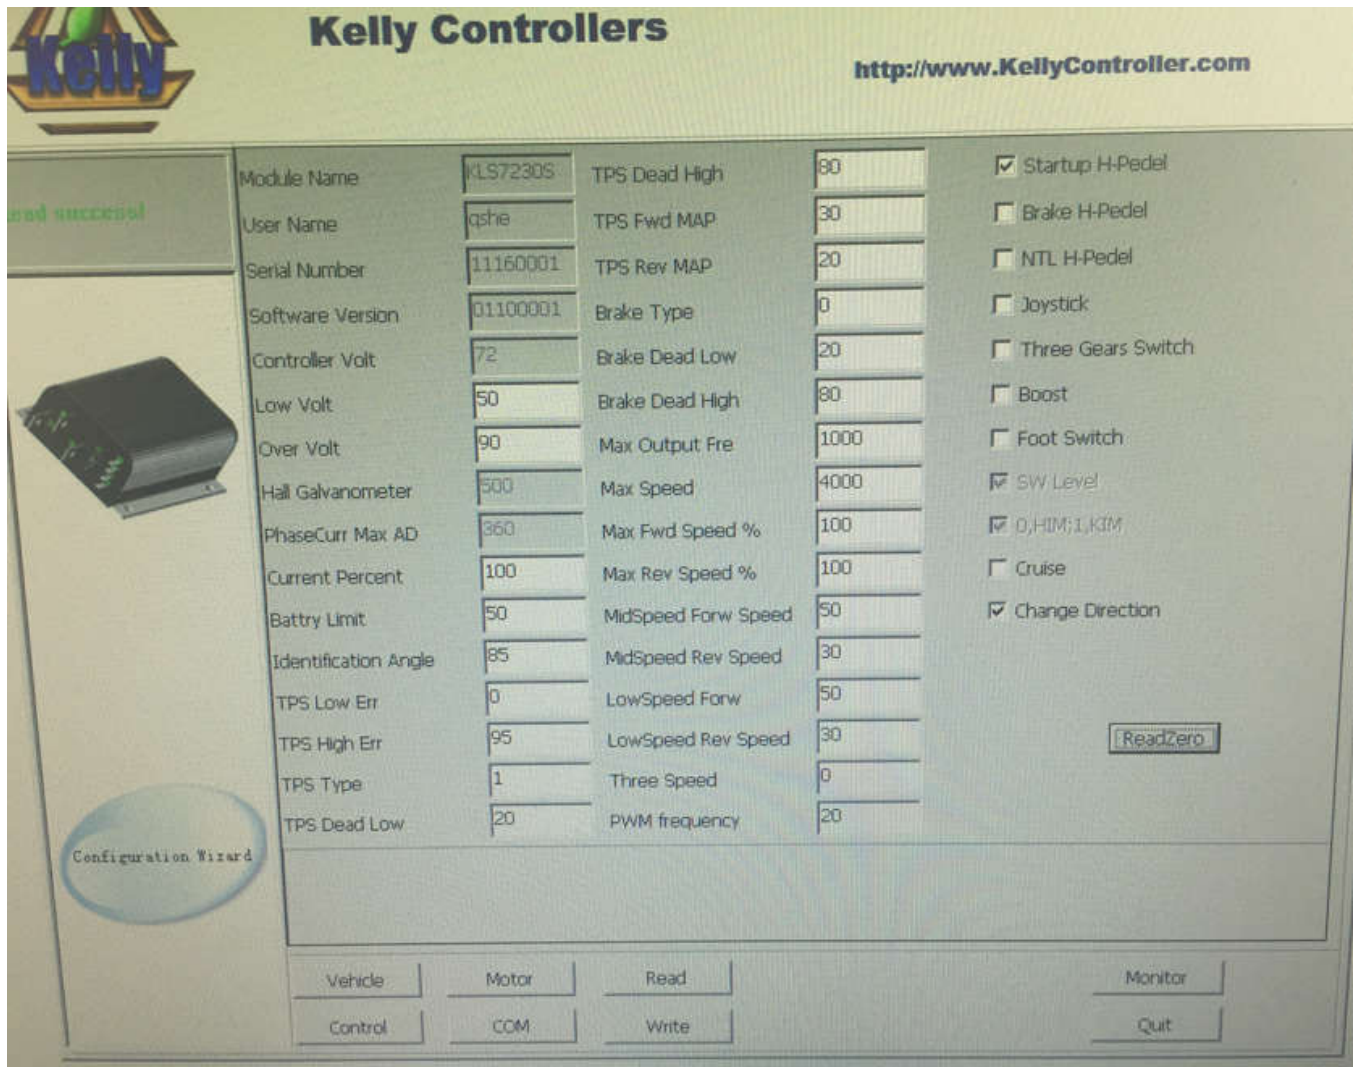 Kelly
Kelly Controllers
http://www.KellyController.com
Module Name KLS7230S
User Name qshe
Serial Number 11160001
Software Version 01100001
Controller Volt 72
Low Volt 50
Over Volt 90
Hall Galvanometer 500
PhaseCurr Max AD 360
Current Percent 100
Battry Limit 50
Identification Angle 85
TPS Low Err 0
TPS High Err 95
TPS Type 1
TPS Dead Low 20
TPS Dead High 80
TPS Fwd MAP 30
TPS Rev MAP 20
Brake Type 0
Brake Dead Low 20
Brake Dead High 80
Max Output Fre 1000
Max Speed 4000
Max Fwd Speed % 100
Max Rev Speed % 100
MidSpeed Forw Speed 50
MidSpeed Rev Speed 30
LowSpeed Forw 50
LowSpeed Rev Speed 30
Three Speed 0
PWM frequency 20
Startup H-Pedel
Brake H-Pedel
NTL H-Pedel
Joystick
Three Gears Switch
Boost
Foot Switch
SW Level
0,HIM;1,KIM
Cruise
Change Direction
ReadZero
Configuration Wizard
Vehicle Motor Read Monitor
Control COM Write Quit